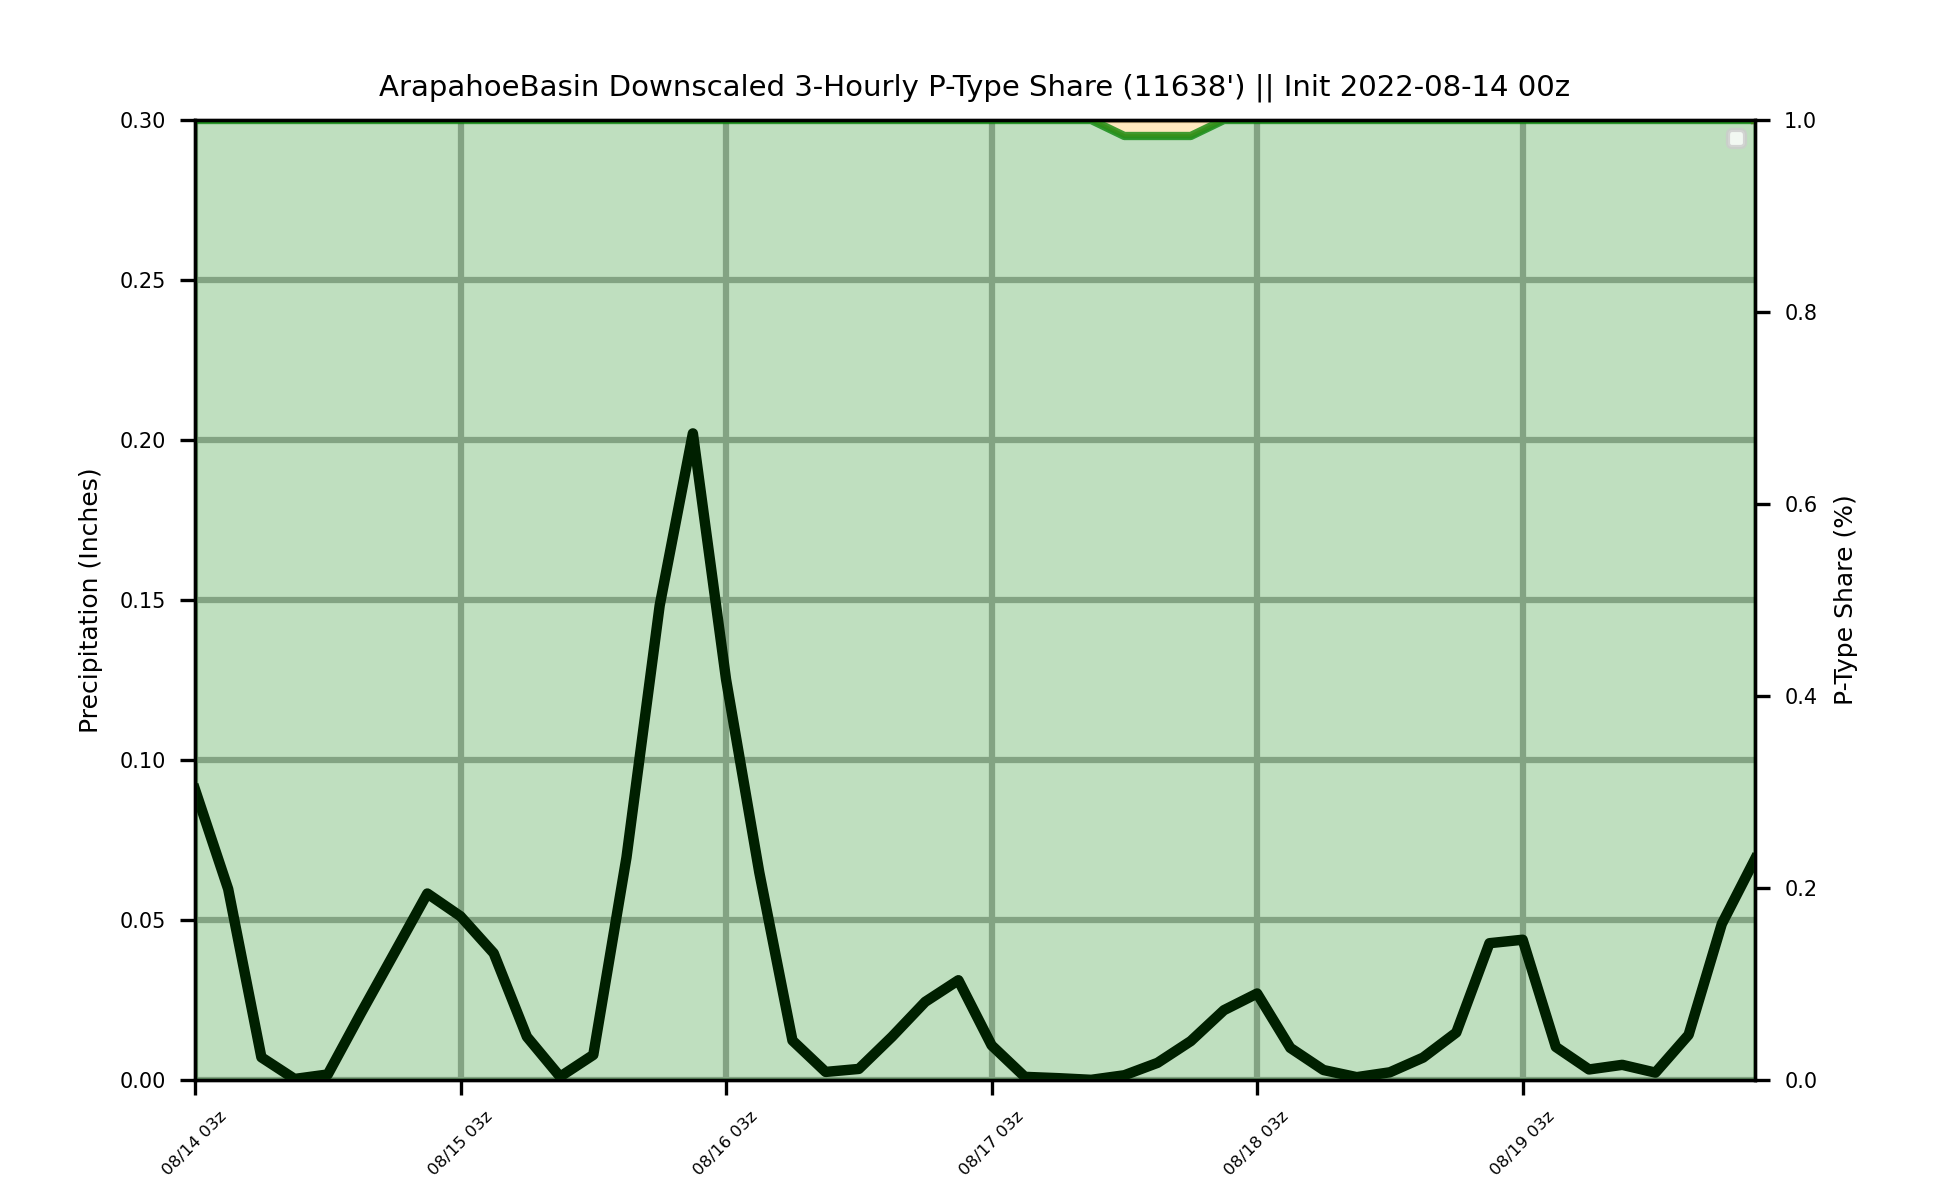 ArapahoeBasin Downscaled 3-Hourly P-Type Share (11638') || Init 2022-08-14 00z
0.30
0.25
0.20
0.15
0.10
0.05
0.00
Precipitation (Inches)
1.0
0.8
0.6
0.4
0.2
0.0
P-Type Share (%)
08/14 03z
08/15 03z
08/16 03z
08/17 03z
08/18 03z
08/19 03z